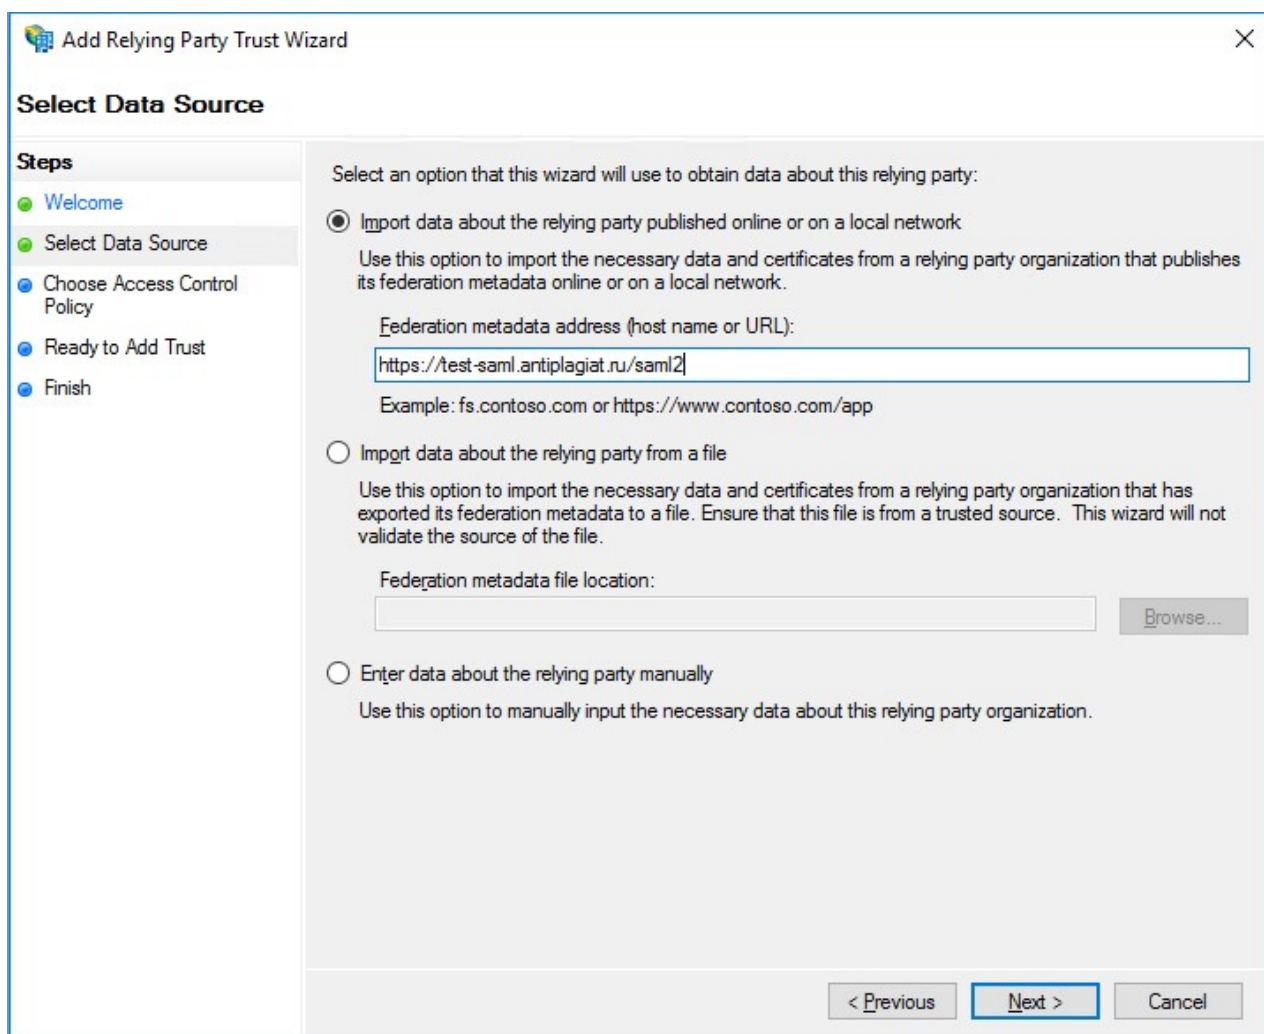 Add Relying Party Trust Wizard
Select Data Source
Steps
Welcome
Select Data Source
Choose Access Control
Policy
Ready to Add Trust
Finish
Select an option that this wizard will use to obtain data about this relying party:
Import data about the relying party published online or on a local network
Use this option to import the necessary data and certificates from a relying party organization that publishes
its federation metadata online or on a local network.
Federation metadata address (host name or URL):
https://test-saml.antiplagiat.ru/saml2
Example: fs.contoso.com or https://www.contoso.com/app
Import data about the relying party from a file
Use this option to import the necessary data and certificates from a relying party organization that has
exported its federation metadata to a file. Ensure that this file is from a trusted source.  This wizard will not
validate the source of the file.
Federation metadata file location:
Browse...
Enter data about the relying party manually
Use this option to manually input the necessary data about this relying party organization.
< Previous
Next >
Cancel